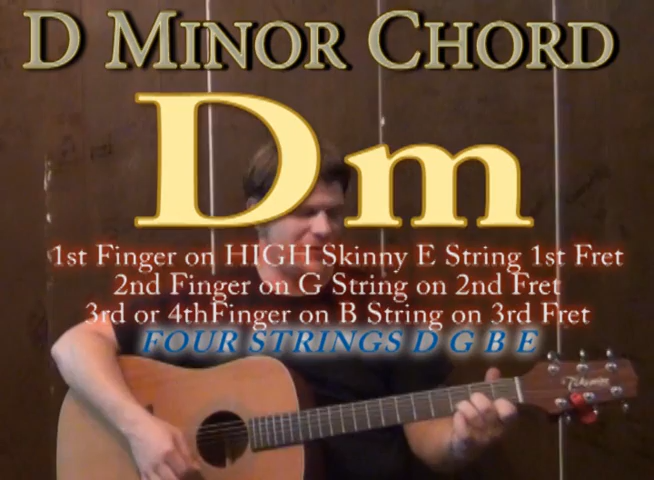 D Minor Chord
Dm
1st Finger on HIGH Skinny E String 1st Fret
2nd Finger on G String on 2nd Fret
3rd or 4thFinger on B String on 3rd Fret
FOUR STRINGS D G B E
Takamine